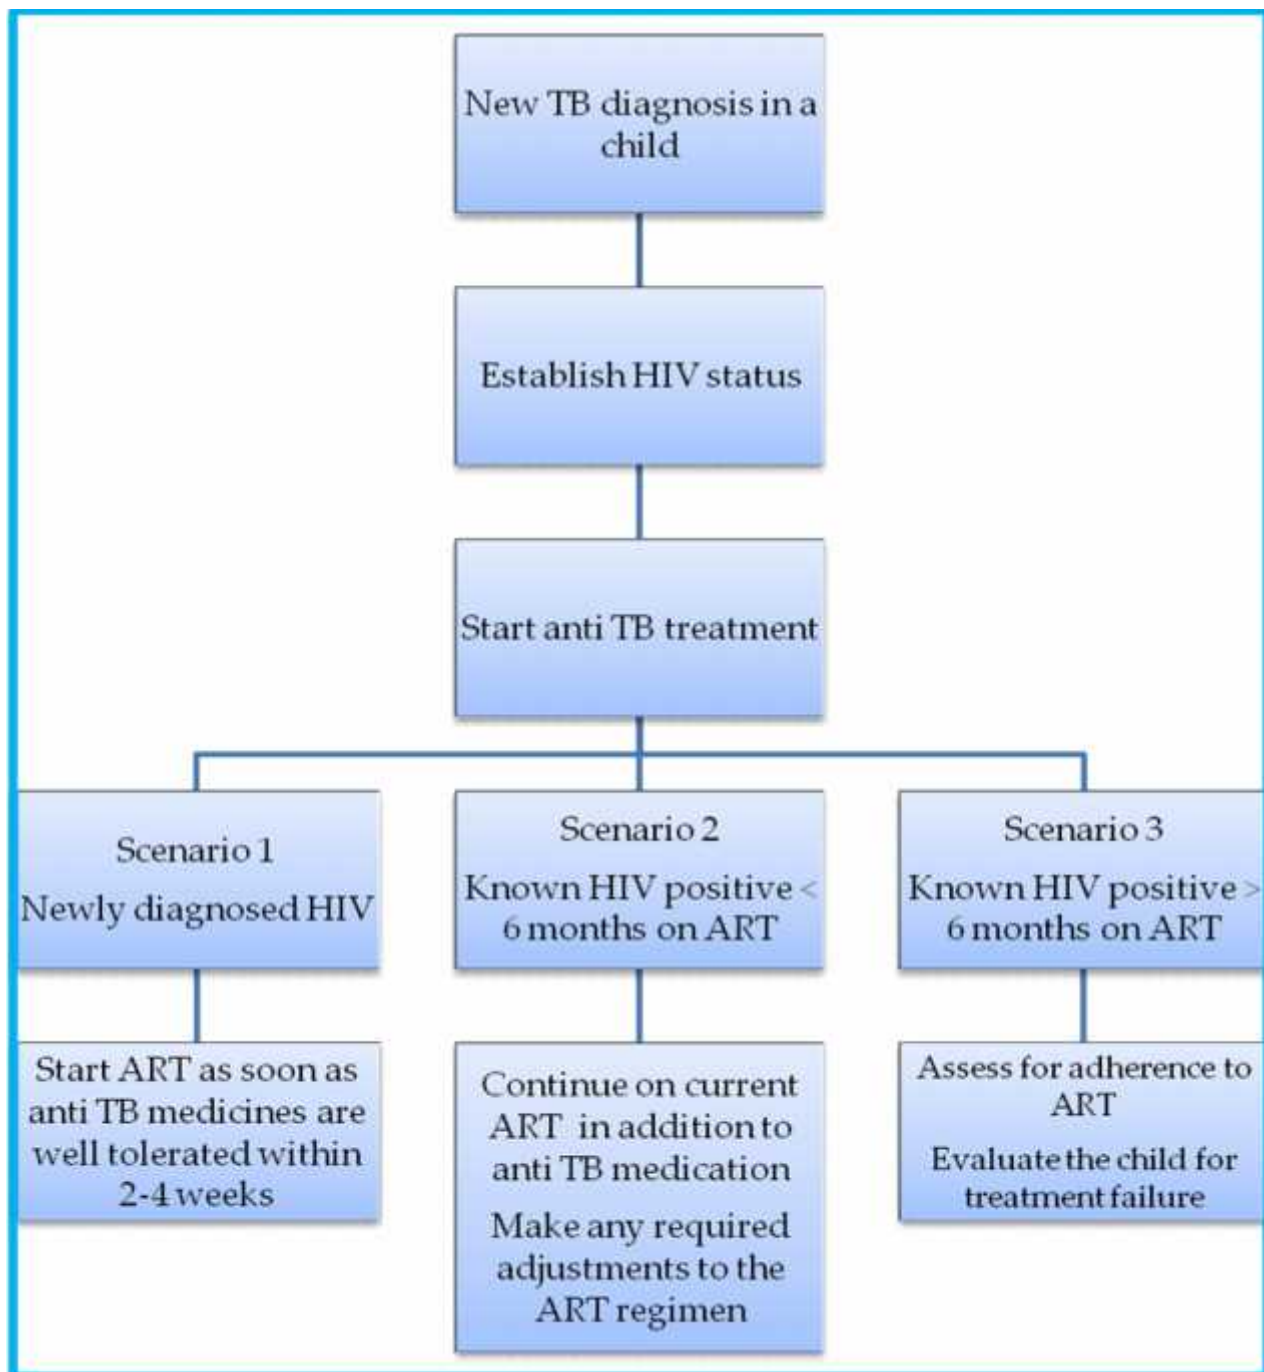 New TB diagnosis in a
child
Establish HIV status
Start anti TB treatment
Scenario 1
Newly diagnosed HIV
Scenario 2
Known HIV positive <
6 months on ART
Scenario 3
Known HIV positive >
6 months on ART
Start ART as soon as
anti TB medicines are
well tolerated within
2-4 weeks
Continue on current
ART in addition to
anti TB medication
Make any required
adjustments to the
ART regimen
Assess for adherence to
ART
Evaluate the child for
treatment failure